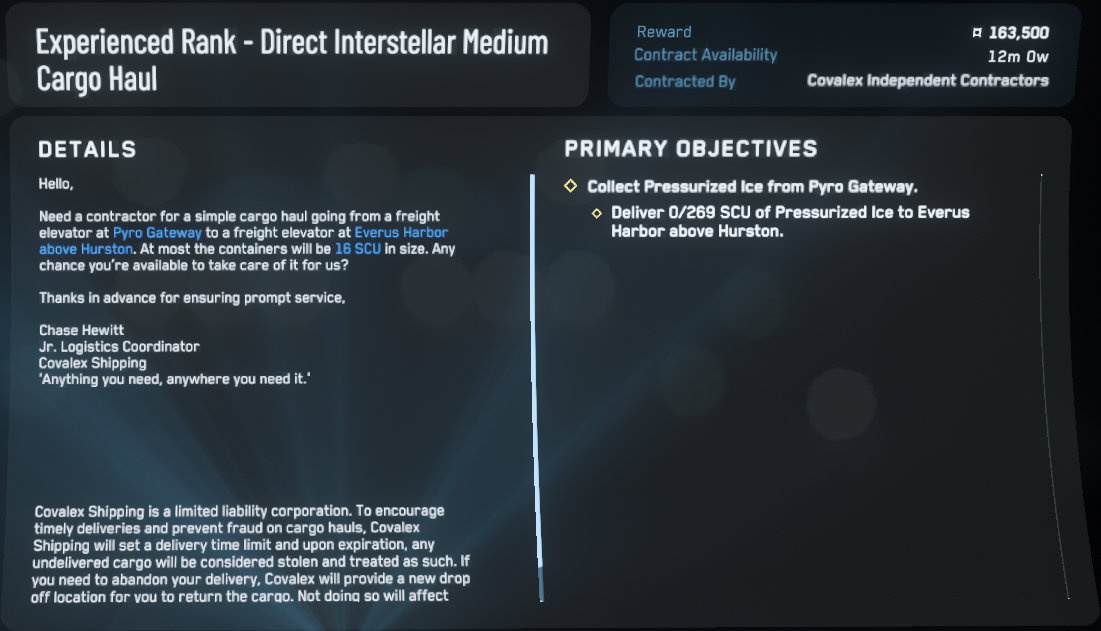 Experienced Rank - Direct Interstellar Medium
Cargo Haul
Reward ¤ 163,500
Contract Availability 12m 0w
Contracted By Covalex Independent Contractors
DETAILS
Hello,
Need a contractor for a simple cargo haul going from a freight
elevator at Pyro Gateway to a freight elevator at Everus Harbor
above Hurston. At most the containers will be 16 SCU in size. Any
chance you're available to take care of it for us?
Thanks in advance for ensuring prompt service,
Chase Hewitt
Jr. Logistics Coordinator
Covalex Shipping
'Anything you need, anywhere you need it.'
Covalex Shipping is a limited liability corporation. To encourage
timely deliveries and prevent fraud on cargo hauls, Covalex
Shipping will set a delivery time limit and upon expiration, any
undelivered cargo will be considered stolen and treated as such. If
you need to abandon your delivery, Covalex will provide a new drop
off location for you to return the cargo. Not doing so will affect
PRIMARY OBJECTIVES
Collect Pressurized Ice from Pyro Gateway.
Deliver 0/269 SCU of Pressurized Ice to Everus
Harbor above Hurston.